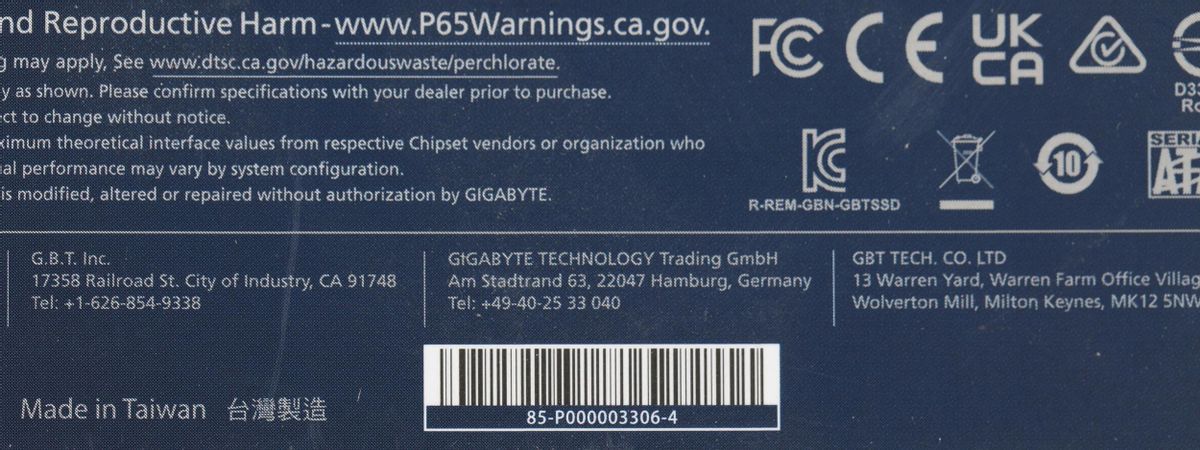 nd Reproductive Harm - www.P65Warnings.ca.gov.
g may apply, See www.dtsc.ca.gov/hazardouswaste/perchlorate.
y as shown. Please confirm specifications with your dealer prior to purchase.
ect to change without notice.
ximum theoretical interface values from respective Chipset vendors or organization who
al performance may vary by system configuration.
is modified, altered or repaired without authorization by GIGABYTE.
FC CE UK CA
D33
Ro
KC
R-REM-GBN-GBTSSD
10
SERI
AT
G.B.T. Inc.
17358 Railroad St. City of Industry, CA 91748
Tel: +1-626-854-9338
GIGABYTE TECHNOLOGY Trading GmbH
Am Stadtrand 63, 22047 Hamburg, Germany
Tel: +49-40-25 33 040
GBT TECH. CO. LTD
13 Warren Yard, Warren Farm Office Villag
Wolverton Mill, Milton Keynes, MK12 5NW
85-P000003306-4
Made in Taiwan 台灣製造